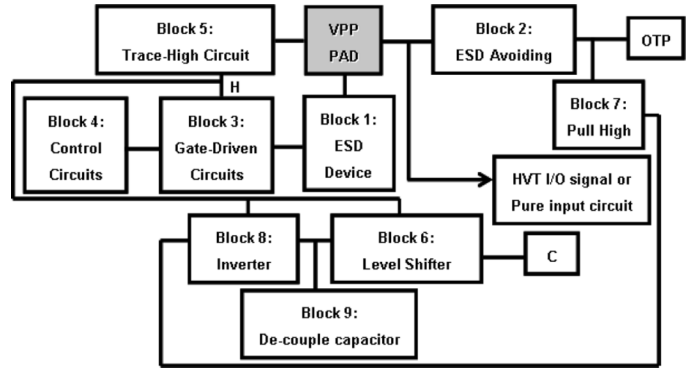 Block 5:
Trace-High Circuit
VPP
PAD
Block 2:
ESD Avoiding
OTP
H
Block 7:
Pull High
Block 4:
Control
Circuits
Block 3:
Gate-Driven
Circuits
Block 1:
ESD
Device
HVT I/O signal or
Pure input circuit
Block 8:
Inverter
Block 6:
Level Shifter
C
Block 9:
De-couple capacitor